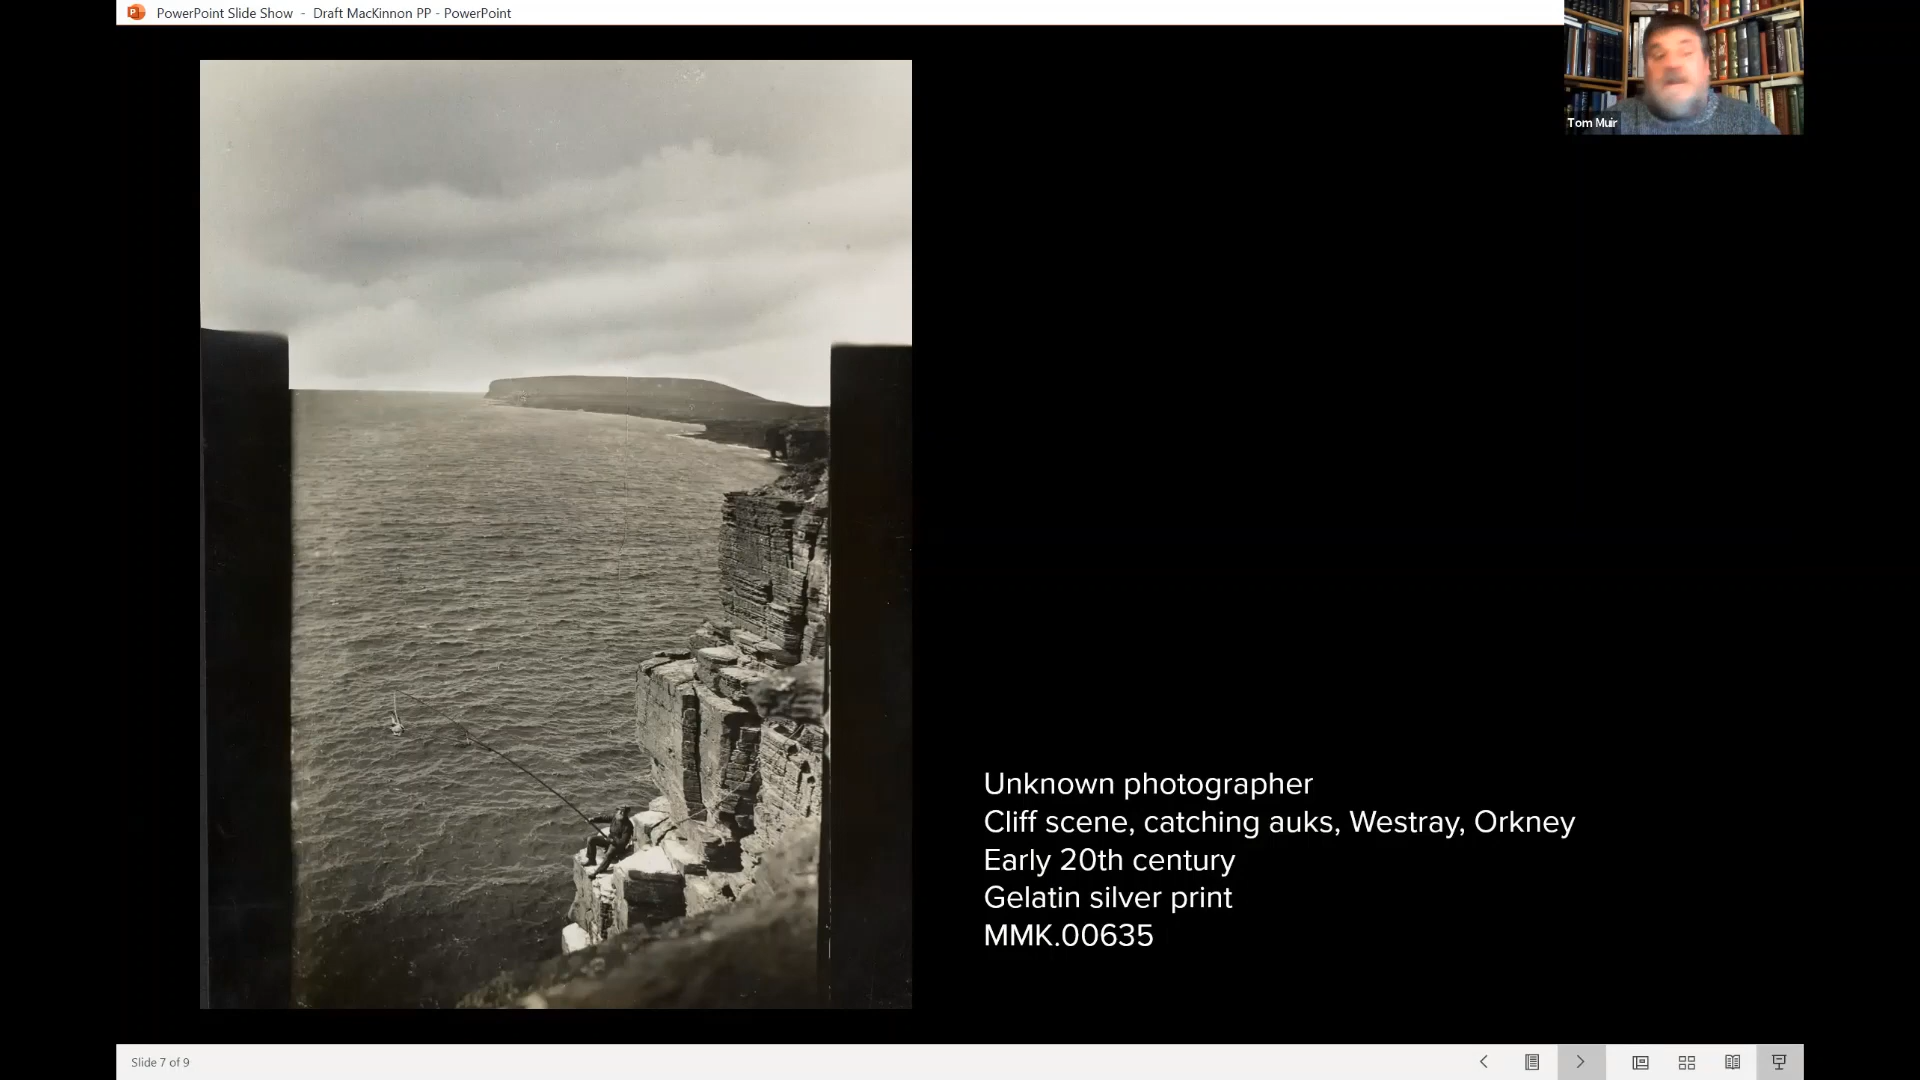 PowerPoint Slide Show - Draft MacKinnon PP - PowerPoint
Tom Muir
Unknown photographer
Cliff scene, catching auks, Westray, Orkney
Early 20th century
Gelatin silver print
MMK.00635
Slide 7 of 9